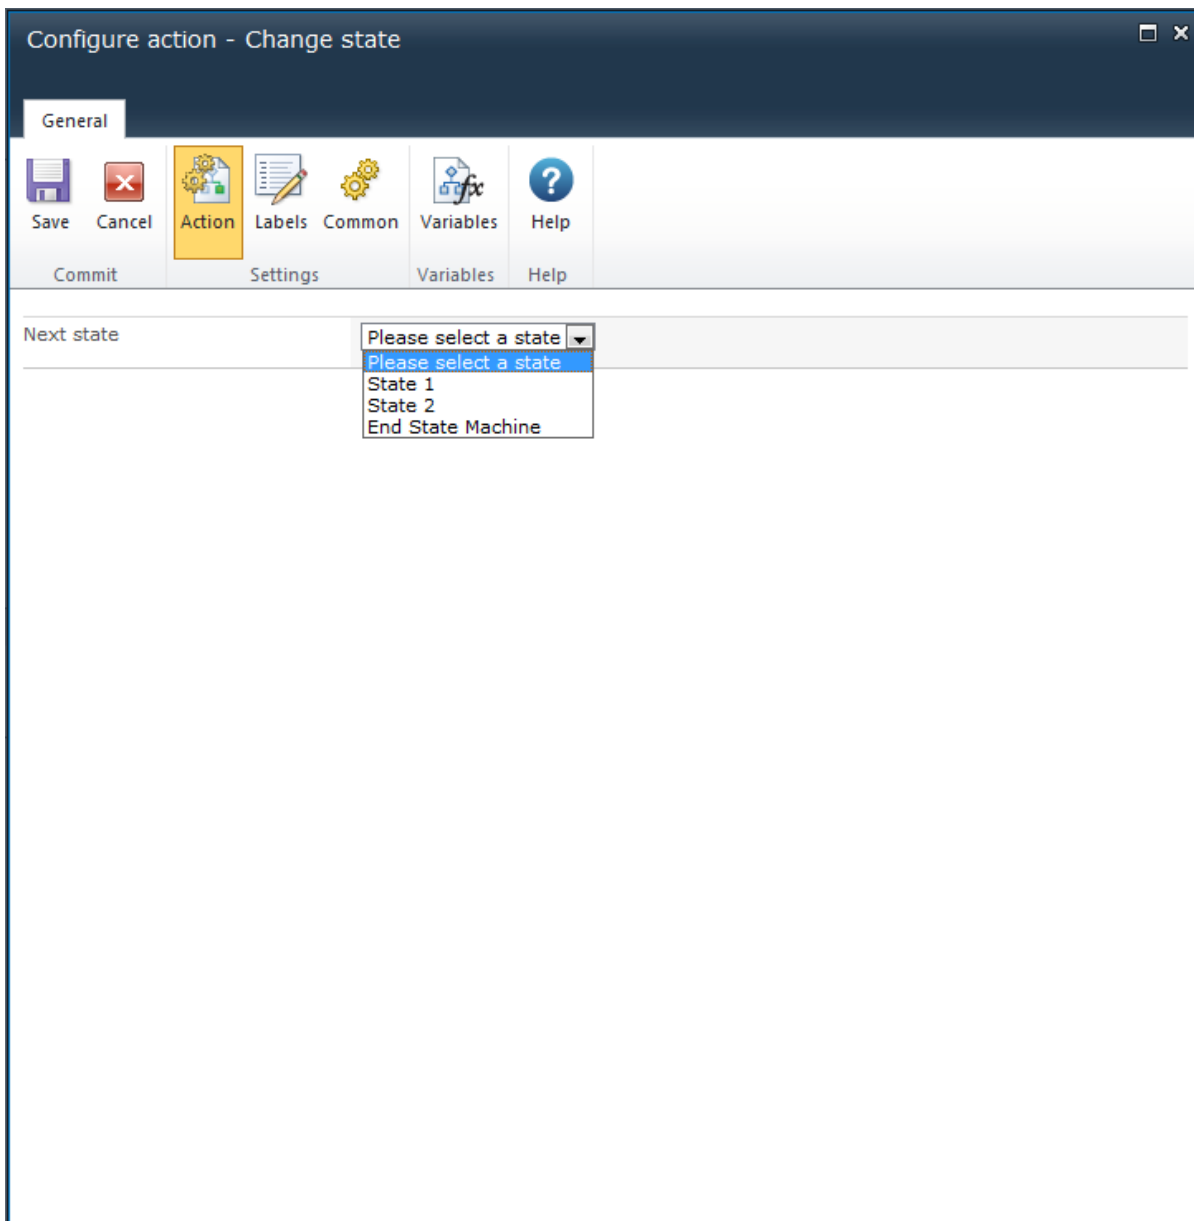 Configure action - Change state
General
Save Cancel Action Labels Common Variables Help
Commit Settings Variables Help
Next state Please select a state
Please select a state
State 1
State 2
End State Machine